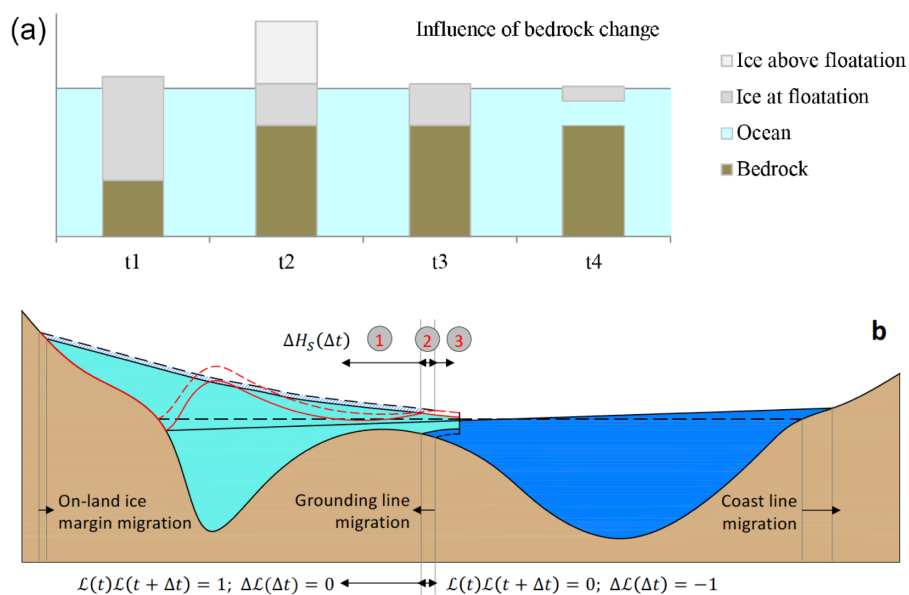 (a)
Influence of bedrock change
Ice above floatation
Ice at floatation
Ocean
Bedrock
t1 t2 t3 t4
b
ΔH_S(Δt) 1 2 3
On-land ice
margin migration
Grounding line
migration
Coast line
migration
ℒ(t)ℒ(t + Δt) = 1; Δℒ(Δt) = 0
ℒ(t)ℒ(t + Δt) = 0; Δℒ(Δt) = −1